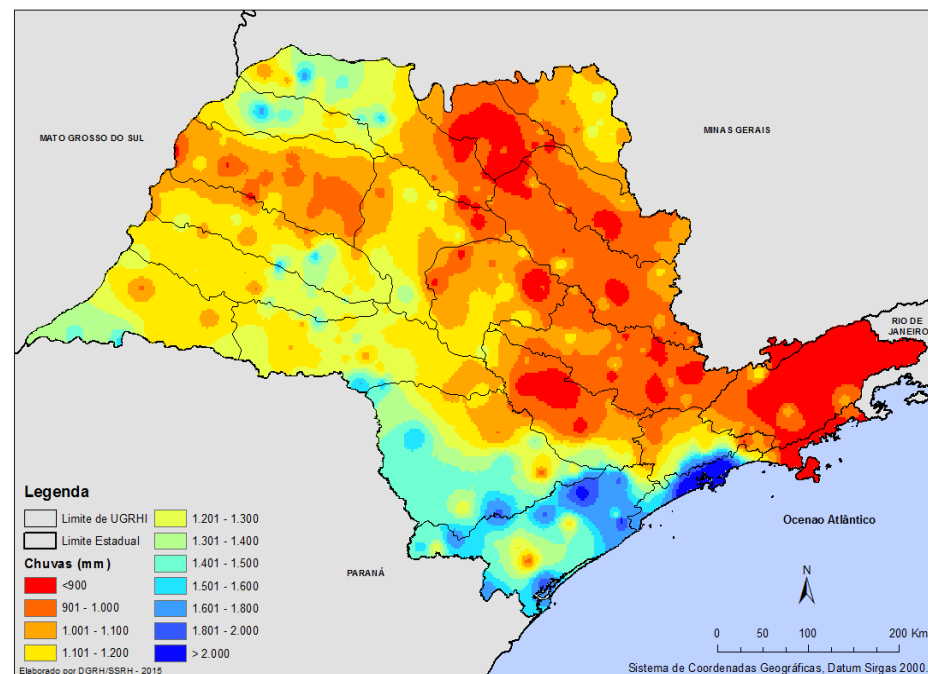 MATO GROSSO DO SUL
MINAS GERAIS
RIO DE
JANEIRO
Ocenao Atlântico
PARANÁ
Legenda
Limite de UGRHI
Limite Estadual
Chuvas (mm)
<900
901 - 1.000
1.001 - 1.100
1.101 - 1.200
1.201 - 1.300
1.301 - 1.400
1.401 - 1.500
1.501 - 1.600
1.601 - 1.800
1.801 - 2.000
> 2.000
Elaborado por DGRH/SSRH - 2015
N
0 50 100 200 Km
Sistema de Coordenadas Geográficas, Datum Sirgas 2000.